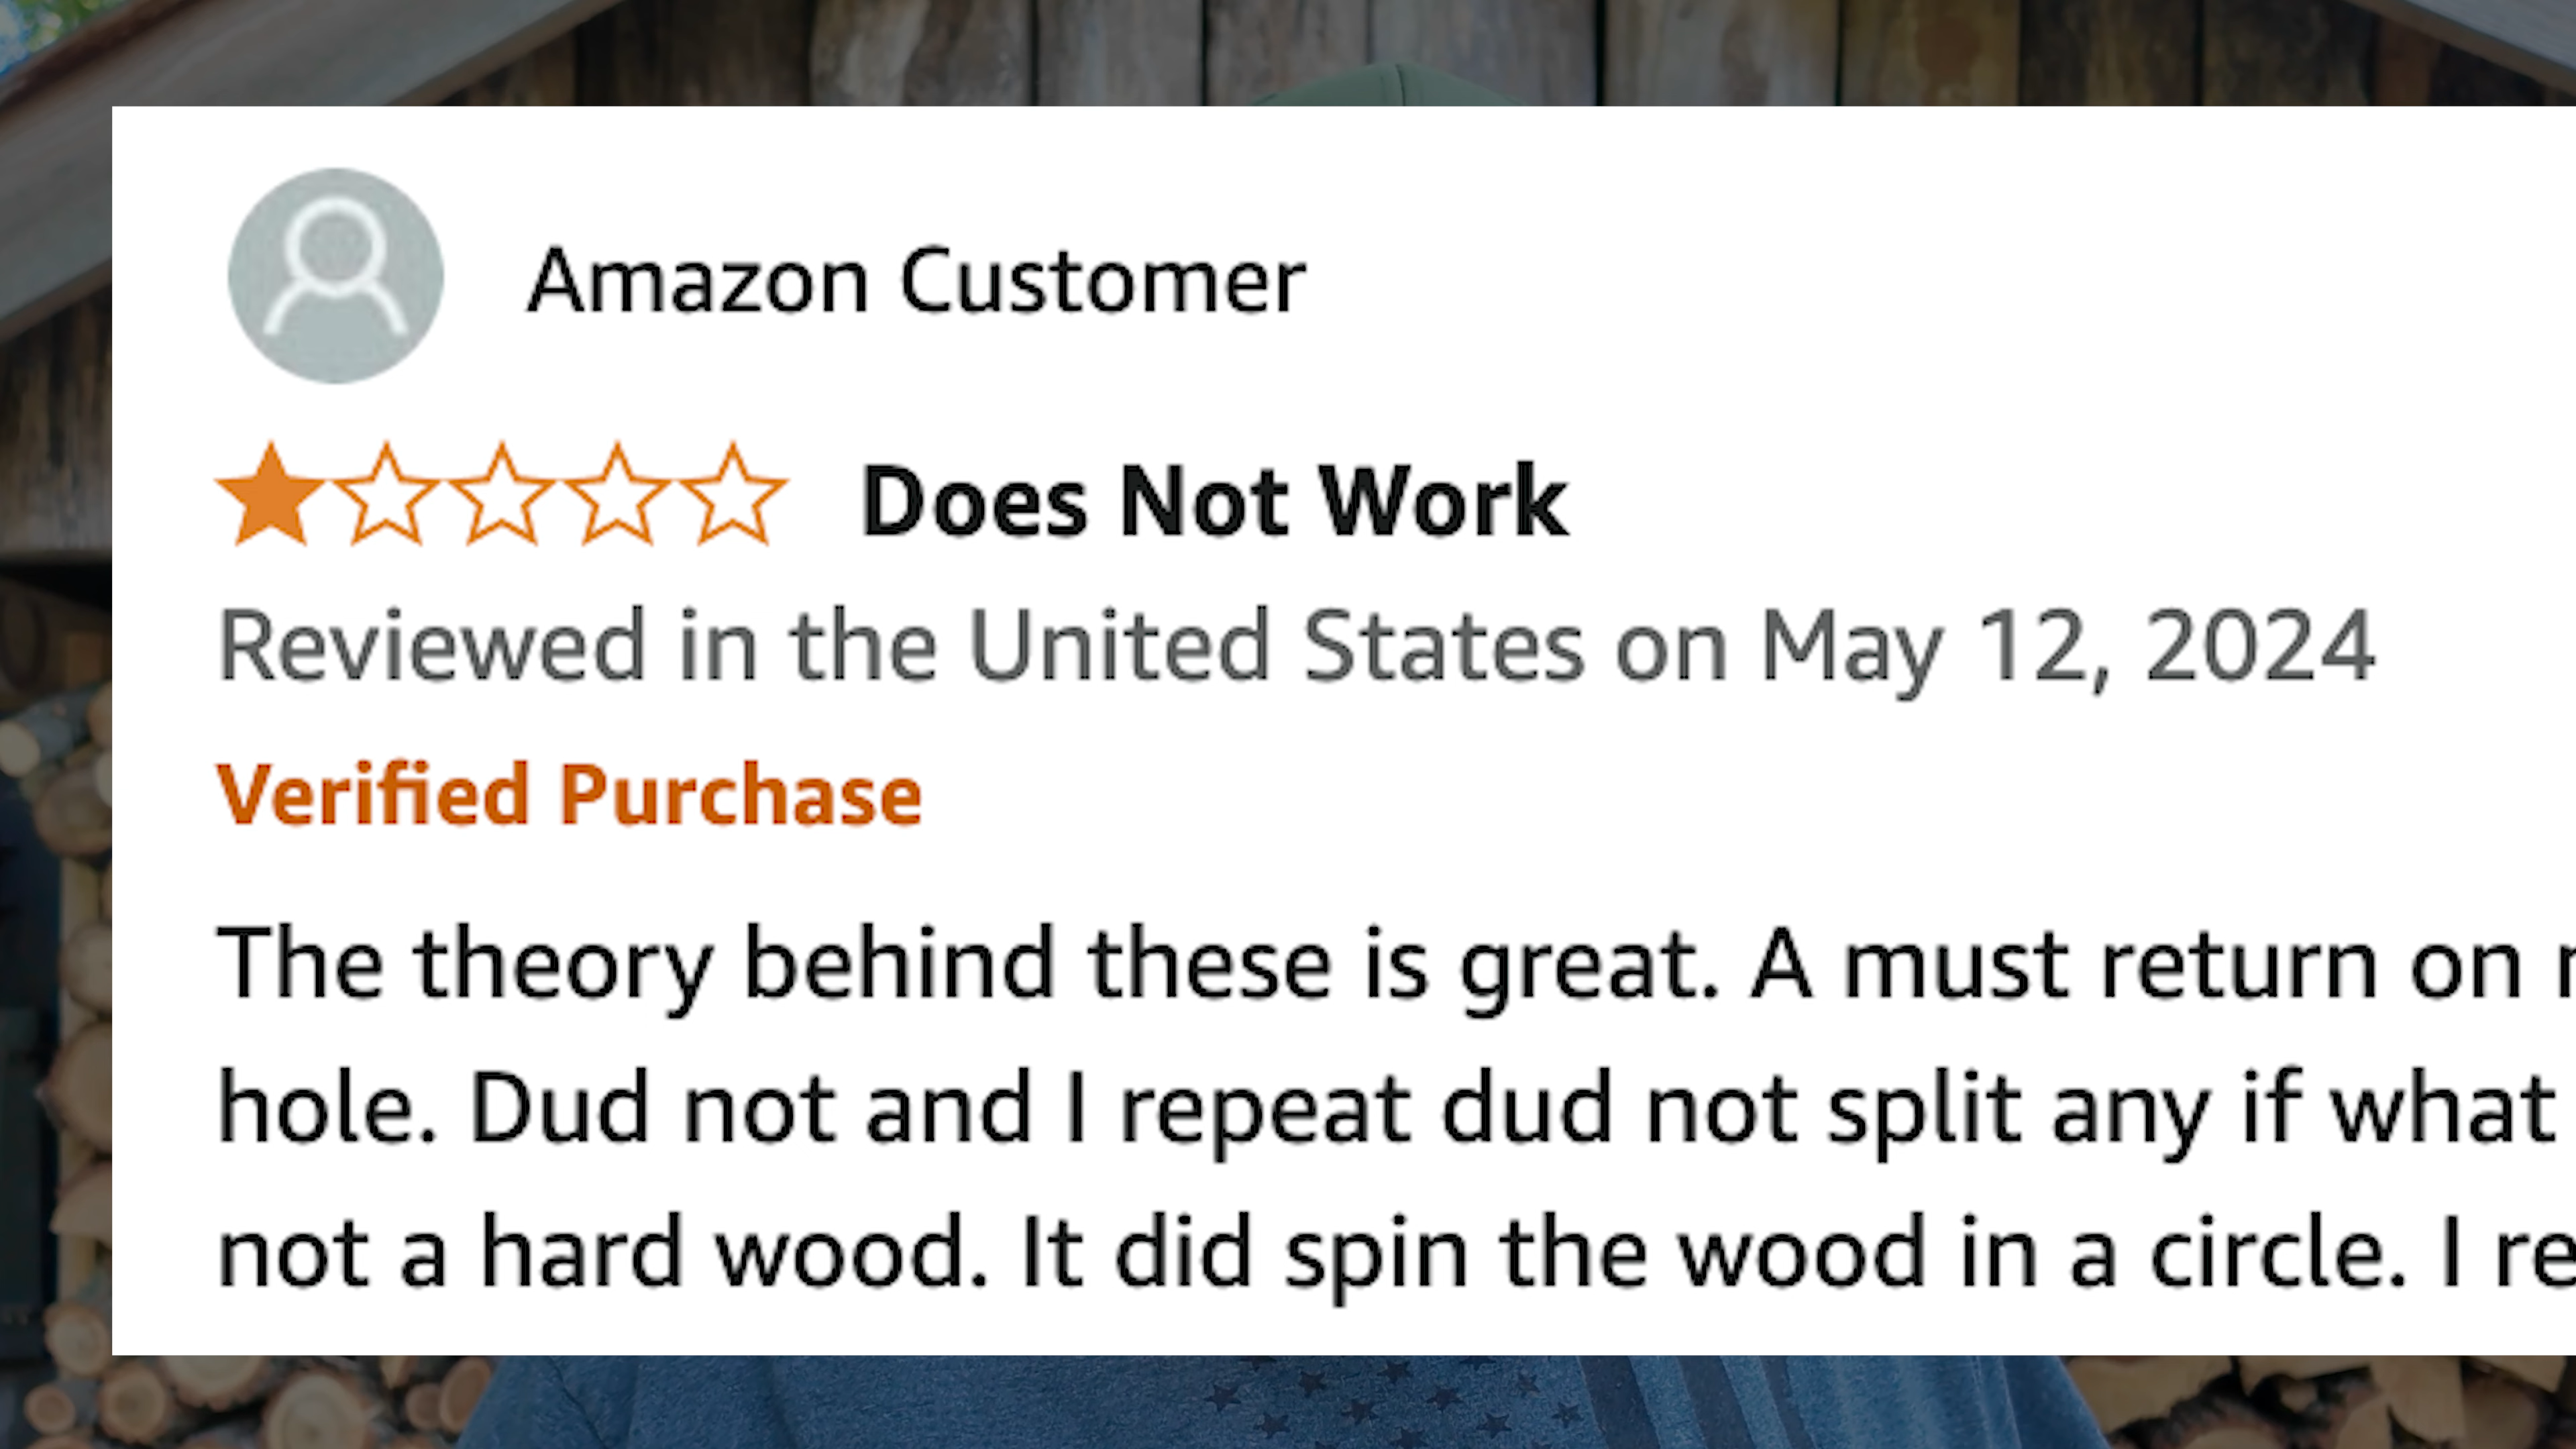 Amazon Customer
Does Not Work
Reviewed in the United States on May 12, 2024
Verified Purchase
The theory behind these is great. A must return on
hole. Dud not and I repeat dud not split any if what
not a hard wood. It did spin the wood in a circle. I